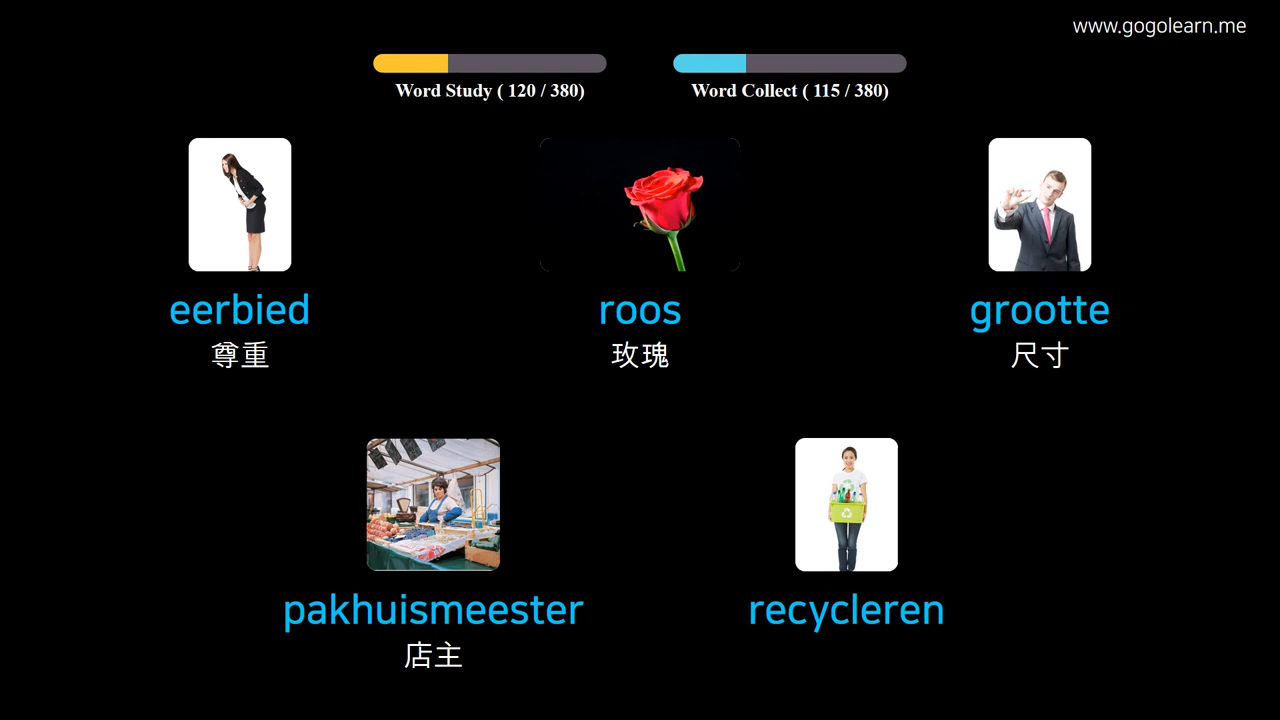 www.gogolearn.me
Word Study ( 120 / 380)
Word Collect ( 115 / 380)
eerbied
尊重
roos
玫瑰
grootte
尺寸
pakhuismeester
店主
recycleren